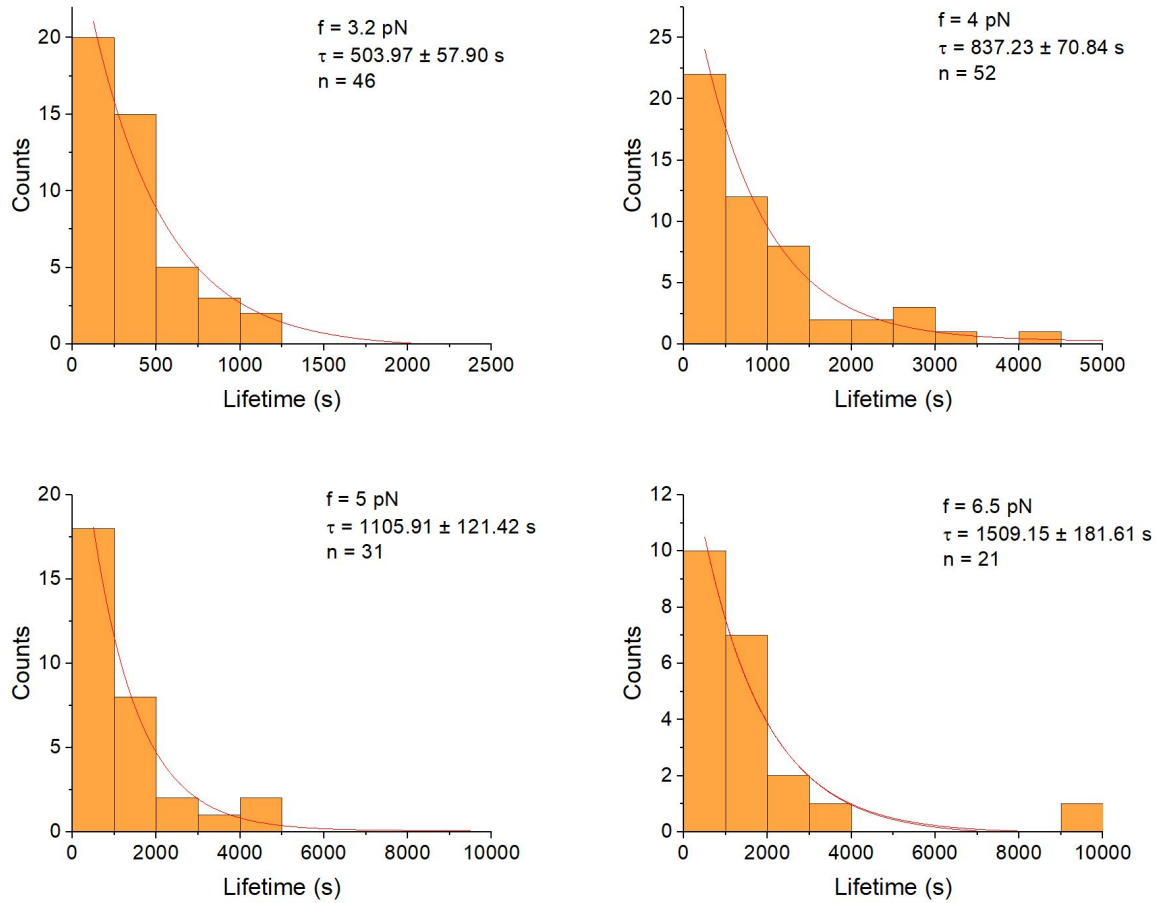 f = 3.2 pN
τ = 503.97 ± 57.90 s
n = 46
20
15
10
5
0
Counts
0 500 1000 1500 2000 2500
Lifetime (s)
f = 4 pN
τ = 837.23 ± 70.84 s
n = 52
25
20
15
10
5
0
Counts
0 1000 2000 3000 4000 5000
Lifetime (s)
f = 5 pN
τ = 1105.91 ± 121.42 s
n = 31
20
15
10
5
0
Counts
0 2000 4000 6000 8000 10000
Lifetime (s)
f = 6.5 pN
τ = 1509.15 ± 181.61 s
n = 21
12
10
8
6
4
2
0
Counts
0 2000 4000 6000 8000 10000
Lifetime (s)